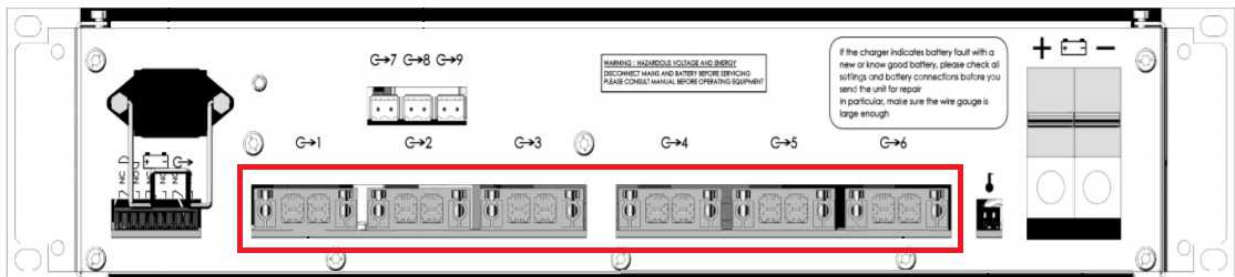 G→7 G→8 G→9
WARNING : HAZARDOUS VOLTAGE AND ENERGY
DISCONNECT MAINS AND BATTERY BEFORE SERVICING
PLEASE CONSULT MANUAL BEFORE OPERATING EQUIPMENT
If the charger indicates battery fault with a
new or know good battery, please check all
settings and battery connections before you
send the unit for repair
In particular, make sure the wire gauge is
large enough
+ −
G→1 G→2 G→3 G→4 G→5 G→6
NC NO NC